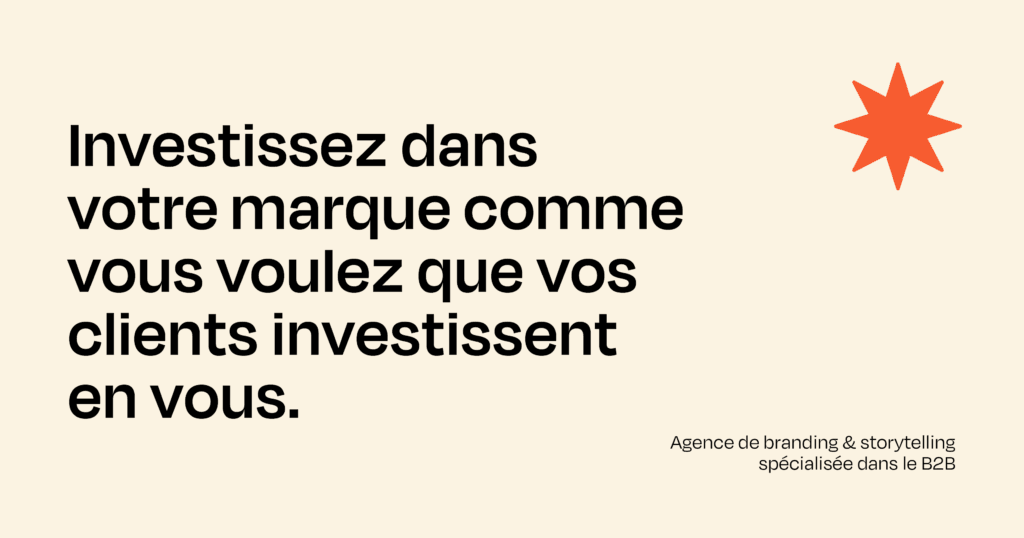 Investissez dans
votre marque comme
vous voulez que vos
clients investissent
en vous.
Agence de branding & storytelling
spécialisée dans le B2B